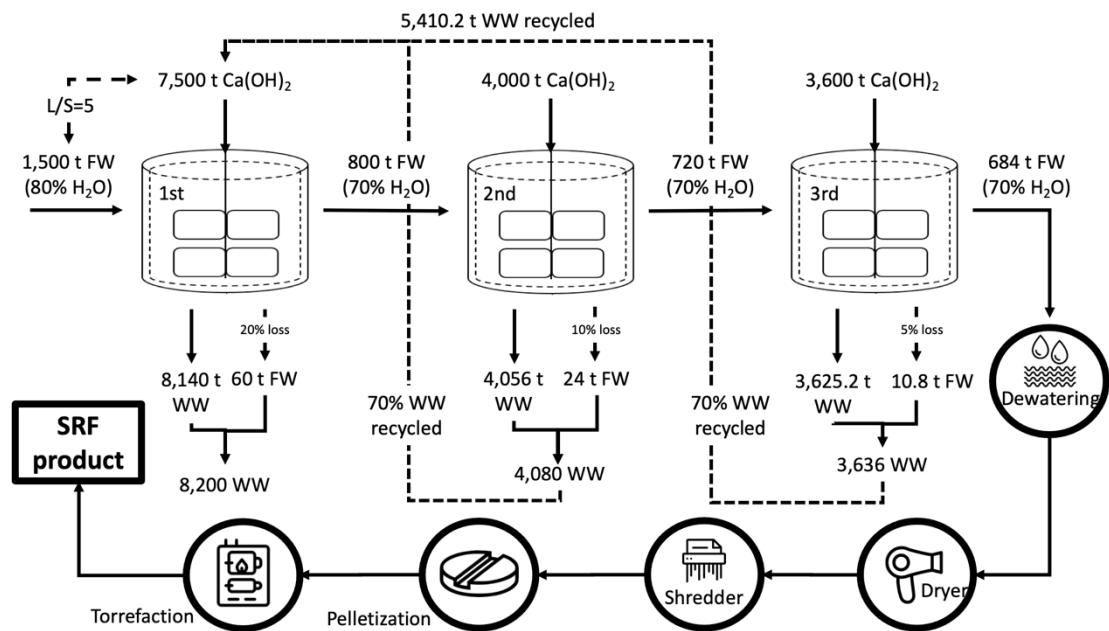 5,410.2 t WW recycled
7,500 t Ca(OH)₂
4,000 t Ca(OH)₂
3,600 t Ca(OH)₂
L/S=5
1,500 t FW
(80% H₂O)
800 t FW
(70% H₂O)
720 t FW
(70% H₂O)
684 t FW
(70% H₂O)
1st
2nd
3rd
20% loss
10% loss
5% loss
8,140 t
WW
60 t FW
4,056 t
WW
24 t FW
3,625.2 t
WW
10.8 t FW
70% WW
recycled
70% WW
recycled
8,200 WW
4,080 WW
3,636 WW
Dewatering
SRF
product
Torrefaction
Pelletization
Shredder
Dryer